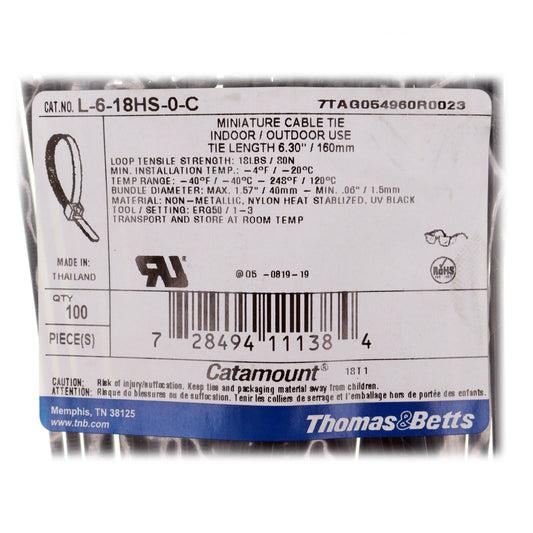 CAT.NO. L-6-18HS-0-C 7TAG054960R0023
MINIATURE CABLE TIE
INDOOR / OUTDOOR USE
TIE LENGTH 6.30" / 160mm
LOOP TENSILE STRENGTH: 18LBS / 80N
MIN. INSTALLATION TEMP.: -4°F / -20°C
TEMP RANGE: -40°F / -40°C - 248°F / 120°C
BUNDLE DIAMETER: MAX. 1.57" / 40mm - MIN. .06" / 1.5mm
MATERIAL: NON-METALLIC, NYLON HEAT STABLIZED, UV BLACK
TOOL / SETTING: ERG50 / 1-3
TRANSPORT AND STORE AT ROOM TEMP
MADE IN:
THAILAND
RU
RoHS
@05 -0819-19
QTY
100
PIECE(S)
7 28494 11138 4
Catamount® 18T1
CAUTION: Risk of injury/suffocation. Keep ties and packaging material away from children.
ATTENTION: Risque do blessures ou de suffocation. Tenir les colliers de serrage et l'emballage hors de portée des enfants.
Memphis, TN 38125
www.tnb.com
Thomas&Betts